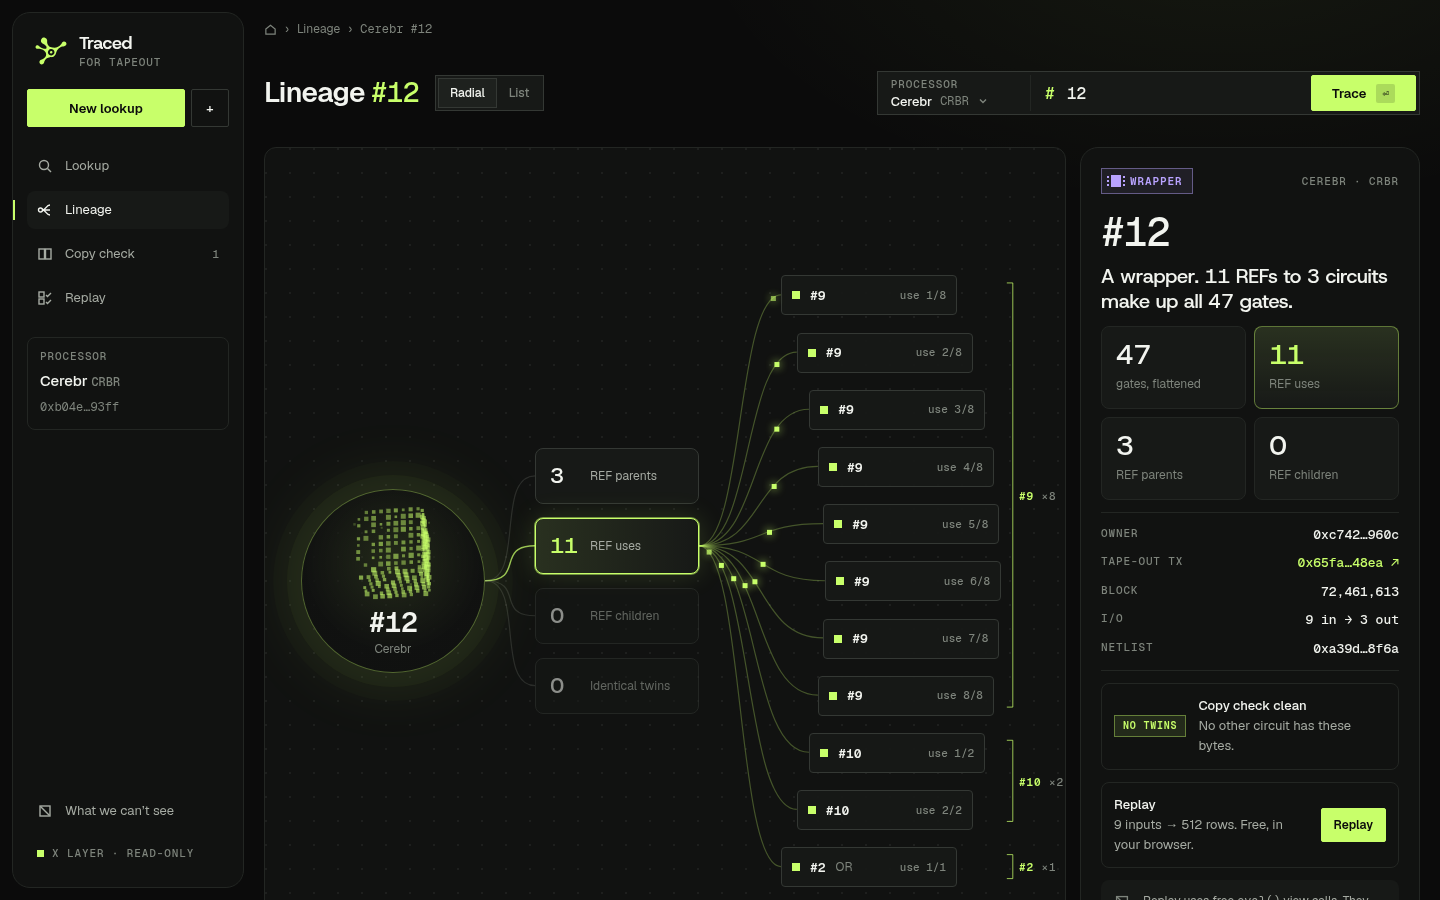 Traced
FOR TAPEOUT
New lookup
+
Lookup
Lineage
Copy check 1
Replay
PROCESSOR
Cerebr CRBR
0xb04e…93ff
What we can't see
X LAYER · READ-ONLY
› Lineage › Cerebr #12
Lineage #12
Radial List
PROCESSOR
Cerebr CRBR
# 12
Trace ⏎
#12
Cerebr
3 REF parents
11 REF uses
0 REF children
0 Identical twins
#9 use 1/8
#9 use 2/8
#9 use 3/8
#9 use 4/8
#9 use 5/8
#9 use 6/8
#9 use 7/8
#9 use 8/8
#10 use 1/2
#10 use 2/2
#2 OR use 1/1
#9 ×8
#10 ×2
#2 ×1
WRAPPER
CEREBR · CRBR
#12
A wrapper. 11 REFs to 3 circuits
make up all 47 gates.
47
gates, flattened
11
REF uses
3
REF parents
0
REF children
OWNER 0xc742…960c
TAPE-OUT TX 0x65fa…48ea ↗
BLOCK 72,461,613
I/O 9 in → 3 out
NETLIST 0xa39d…8f6a
NO TWINS
Copy check clean
No other circuit has these
bytes.
Replay
9 inputs → 512 rows. Free, in
your browser.
Replay
Replay uses free eval() view calls. They